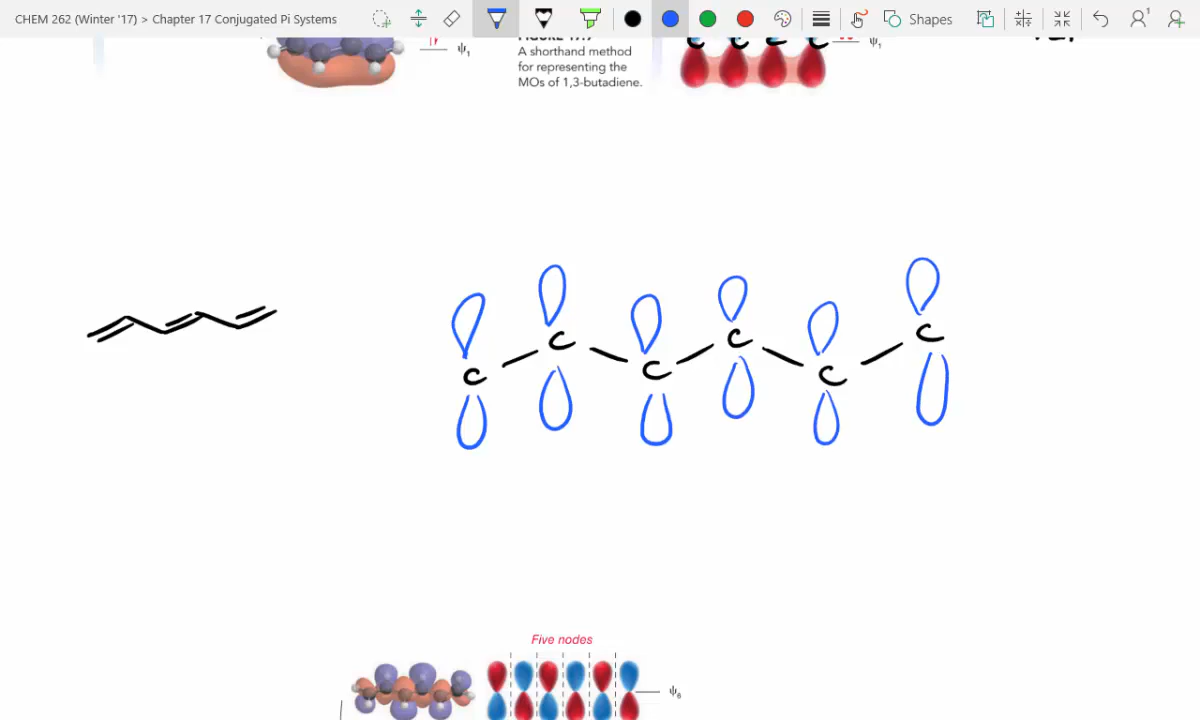 CHEM 262 (Winter '17) > Chapter 17 Conjugated Pi Systems
Shapes
ψ₁
A shorthand method
for representing the
MOs of 1,3-butadiene.
C C C C
ψ₁
C C C C C C
Five nodes
ψ₆